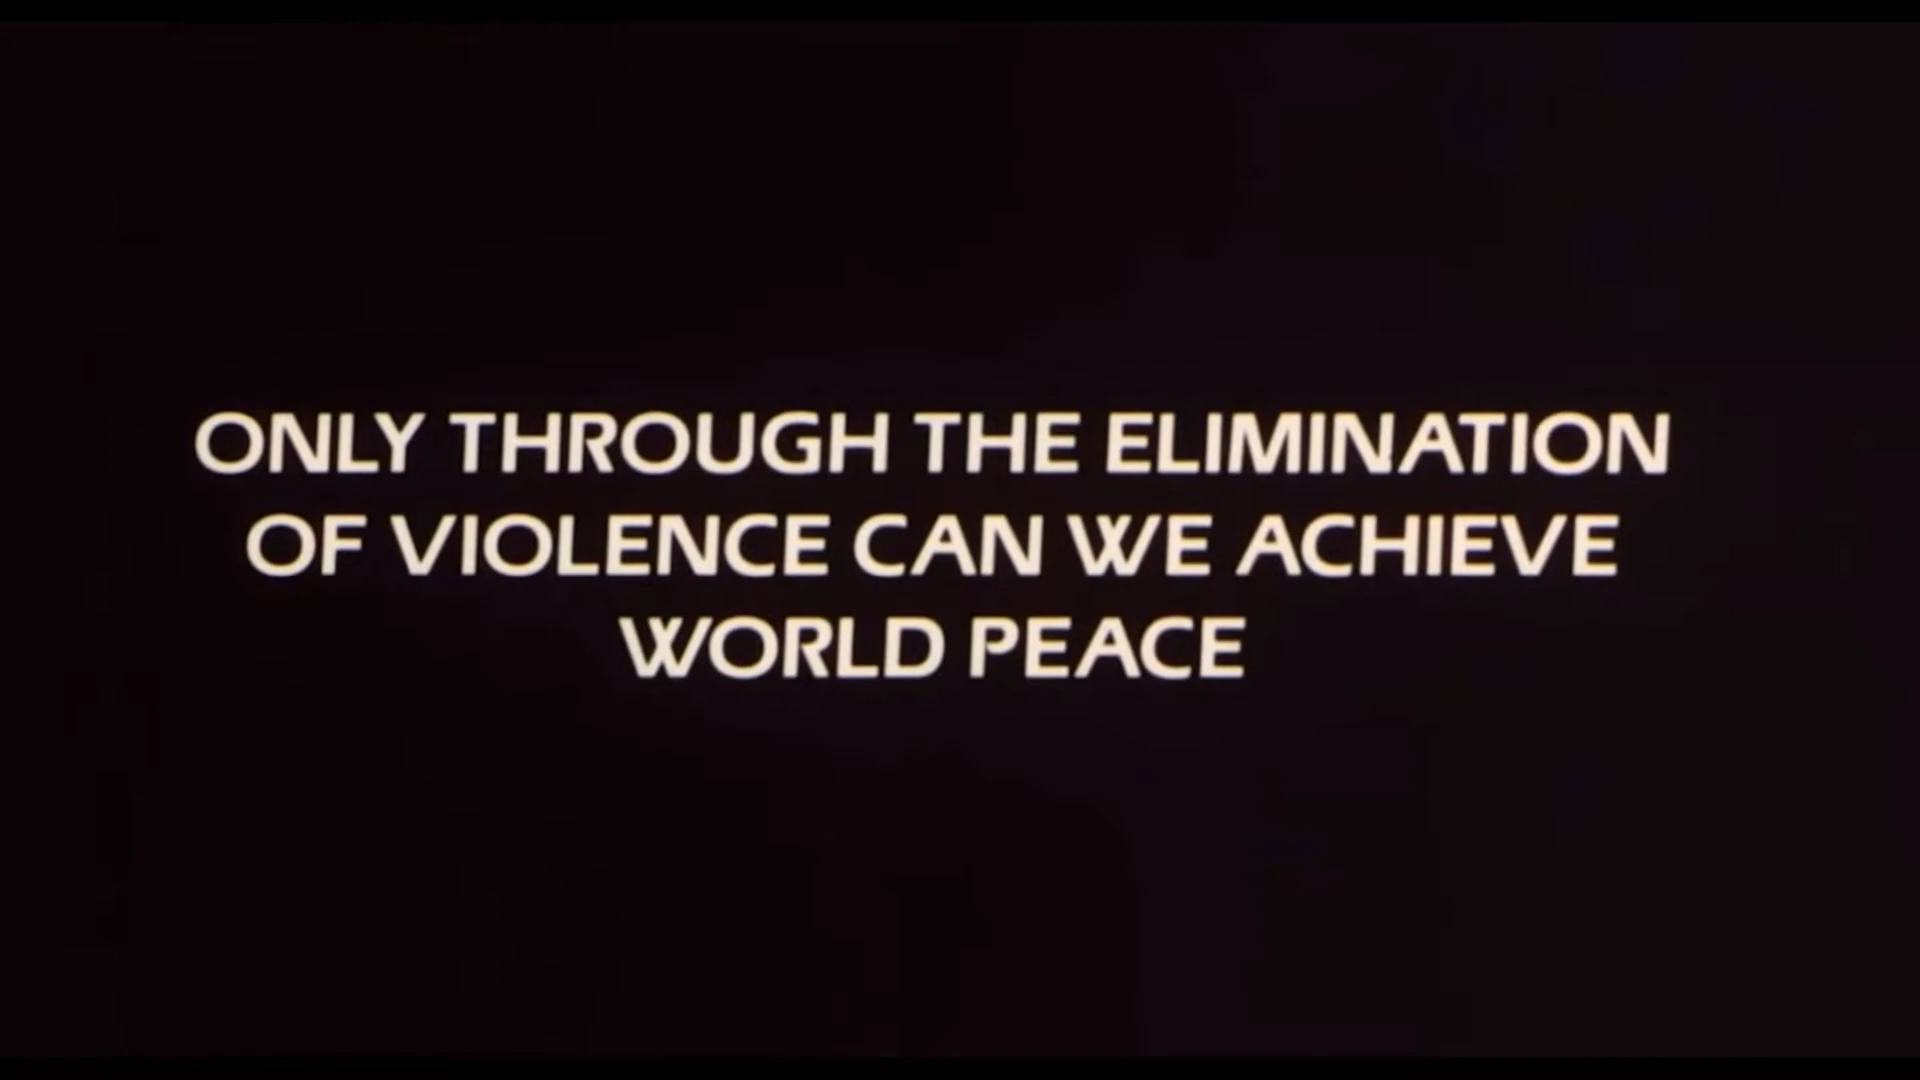 ONLY THROUGH THE ELIMINATION
OF VIOLENCE CAN WE ACHIEVE
WORLD PEACE